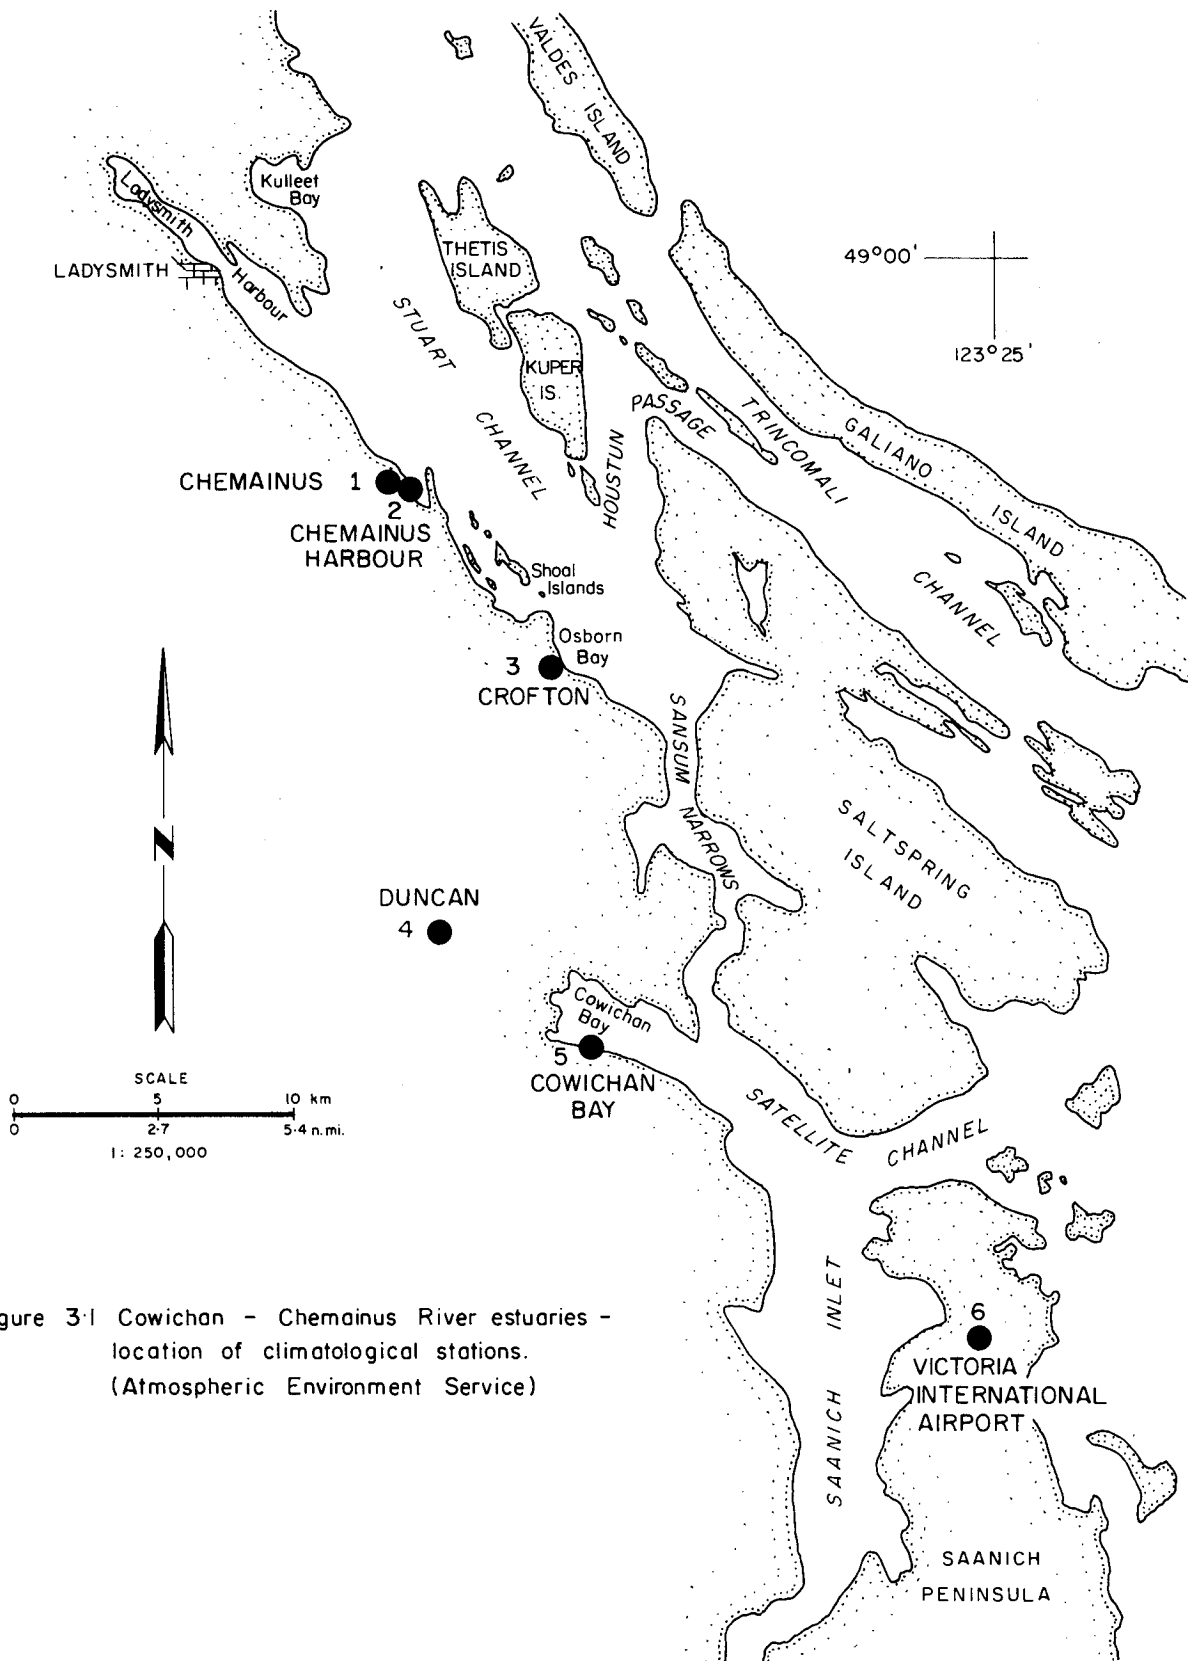 VALDES
ISLAND
Kulleet
Bay
Ladysmith
Harbour
LADYSMITH
THETIS
ISLAND
49°00'
123°25'
STUART
CHANNEL
KUPER
IS.
PASSAGE
HOUSTUN
TRINCOMALI
CHANNEL
GALIANO
ISLAND
CHEMAINUS 1
2
CHEMAINUS
HARBOUR
Shoal
Islands
Osborn
Bay
3
CROFTON
SANSUM
NARROWS
SALTSPRING
ISLAND
N
DUNCAN
4
Cowichan
Bay
5
COWICHAN
BAY
SCALE
0 5 10 km
0 2·7 5·4 n.mi.
1: 250,000
SATELLITE
CHANNEL
SAANICH INLET
6
VICTORIA
INTERNATIONAL
AIRPORT
gure 3·1 Cowichan - Chemainus River estuaries -
location of climatological stations.
(Atmospheric Environment Service)
SAANICH
PENINSULA